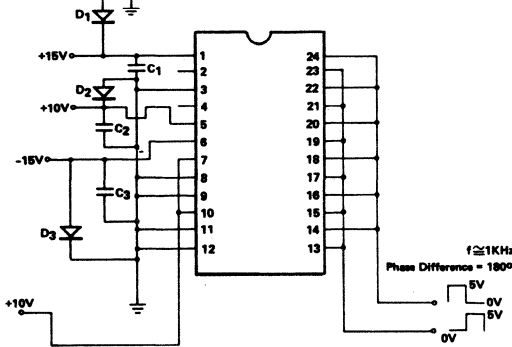 D1
+15V
C1
D2
+10V
C2
-15V
C3
D3
+10V
1
2
3
4
5
6
7
8
9
10
11
12
24
23
22
21
20
19
18
17
16
15
14
13
f≅1KHz
Phase Difference = 180°
5V
0V
5V
0V